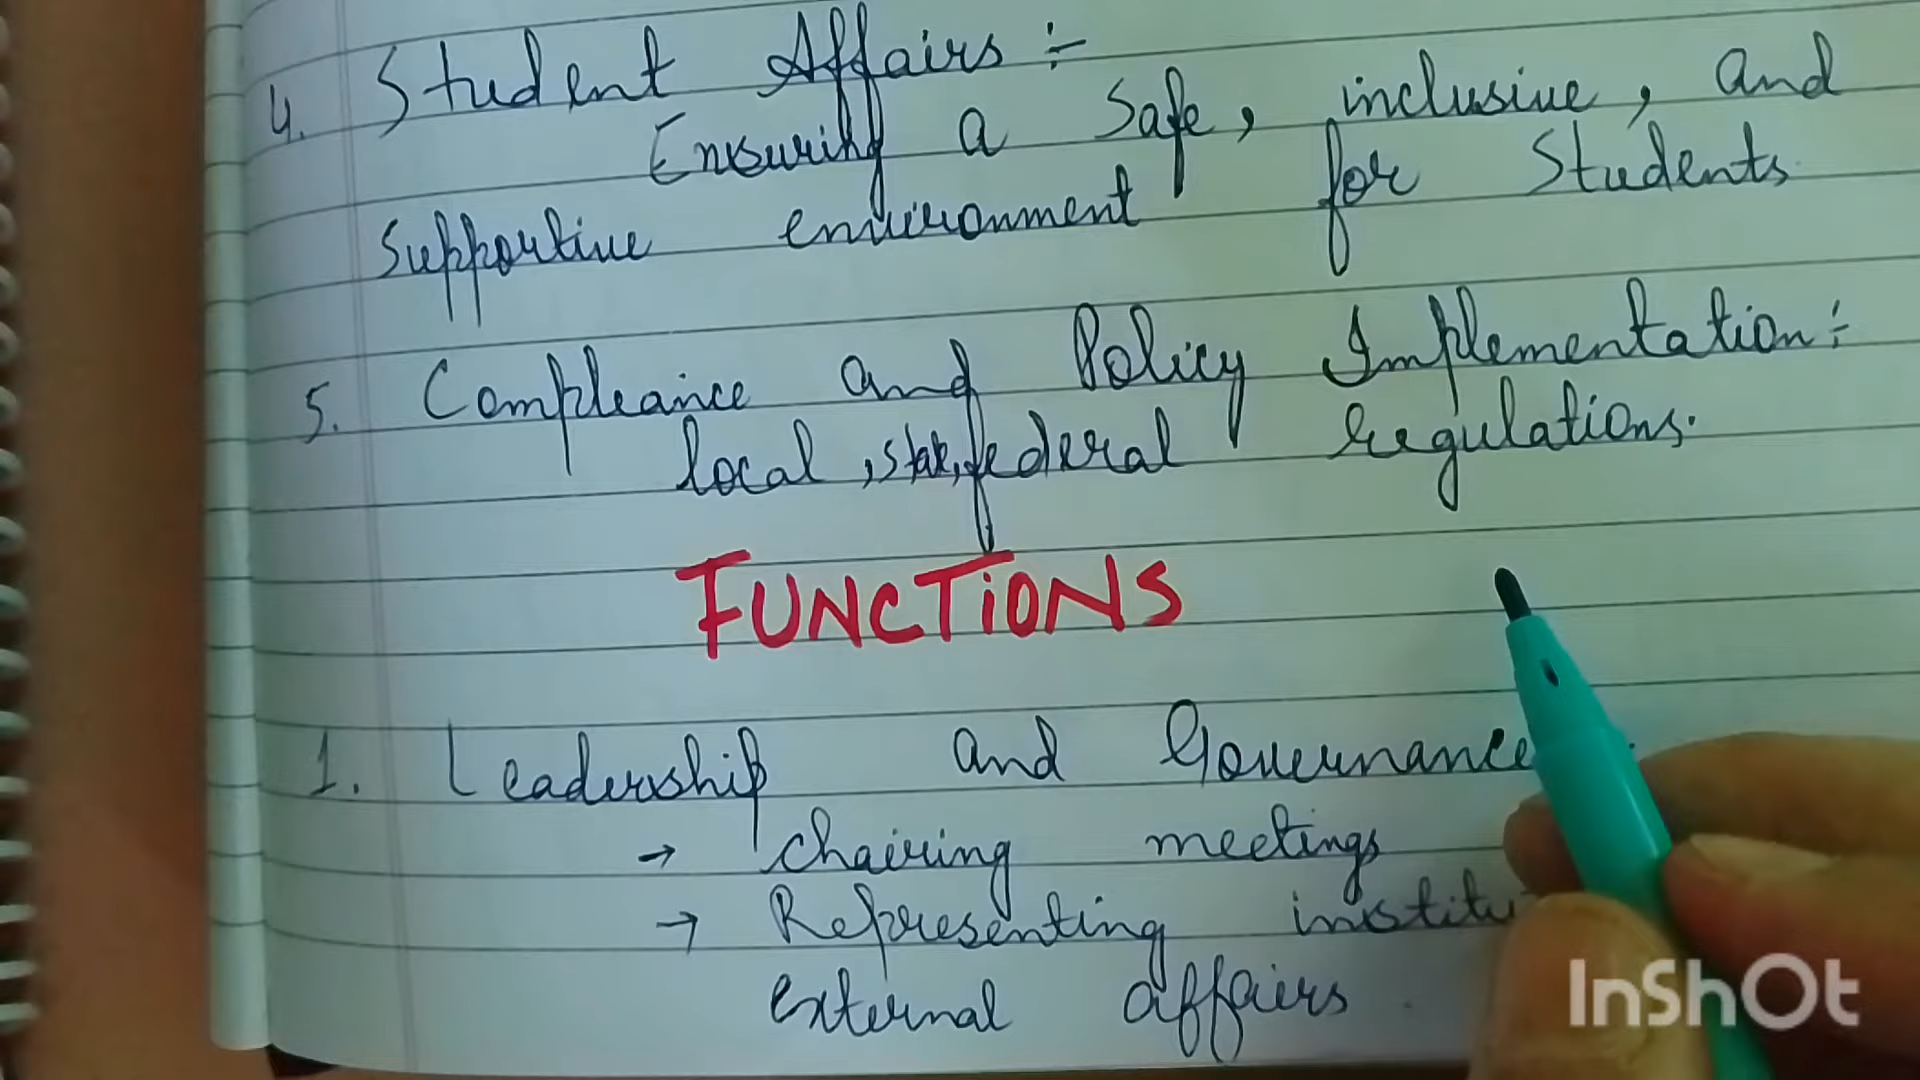 4. Student Affairs :-
Ensuring a Safe, inclusive, and
supportive environment for Students
5. Compleance and Policy Implementation :-
local, state, federal regulations.
FUNCTIONS
1. Leadership and Governance
→ chairing meetings
→ Representing
external affairs
InShOt